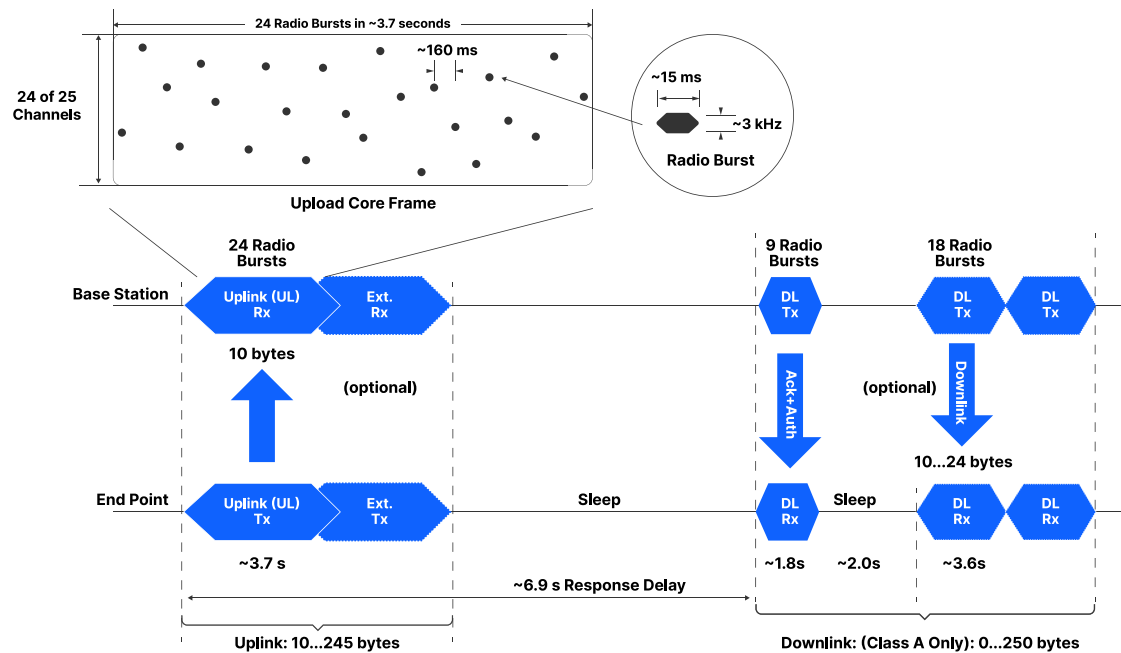 24 Radio Bursts in ~3.7 seconds
~160 ms
24 of 25
Channels
~15 ms
~3 kHz
Radio Burst
Upload Core Frame
24 Radio
Bursts
9 Radio
Bursts
18 Radio
Bursts
Base Station
Uplink (UL)
Rx
Ext.
Rx
DL
Tx
DL
Tx
DL
Tx
10 bytes
(optional)
Ack+Auth
(optional)
Downlink
10...24 bytes
End Point
Uplink (UL)
Tx
Ext.
Tx
Sleep
DL
Rx
Sleep
DL
Rx
DL
Rx
~3.7 s
~1.8s
~2.0s
~3.6s
~6.9 s Response Delay
Uplink: 10...245 bytes
Downlink: (Class A Only): 0...250 bytes